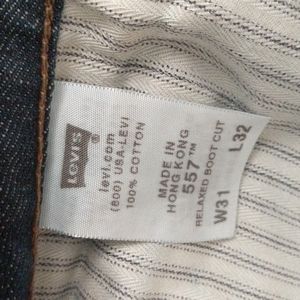 LEVI'S
®
levi.com
(800) USA-LEVI
100% COTTON
MADE IN
HONG KONG
557™
RELAXED BOOT CUT
W31 L32